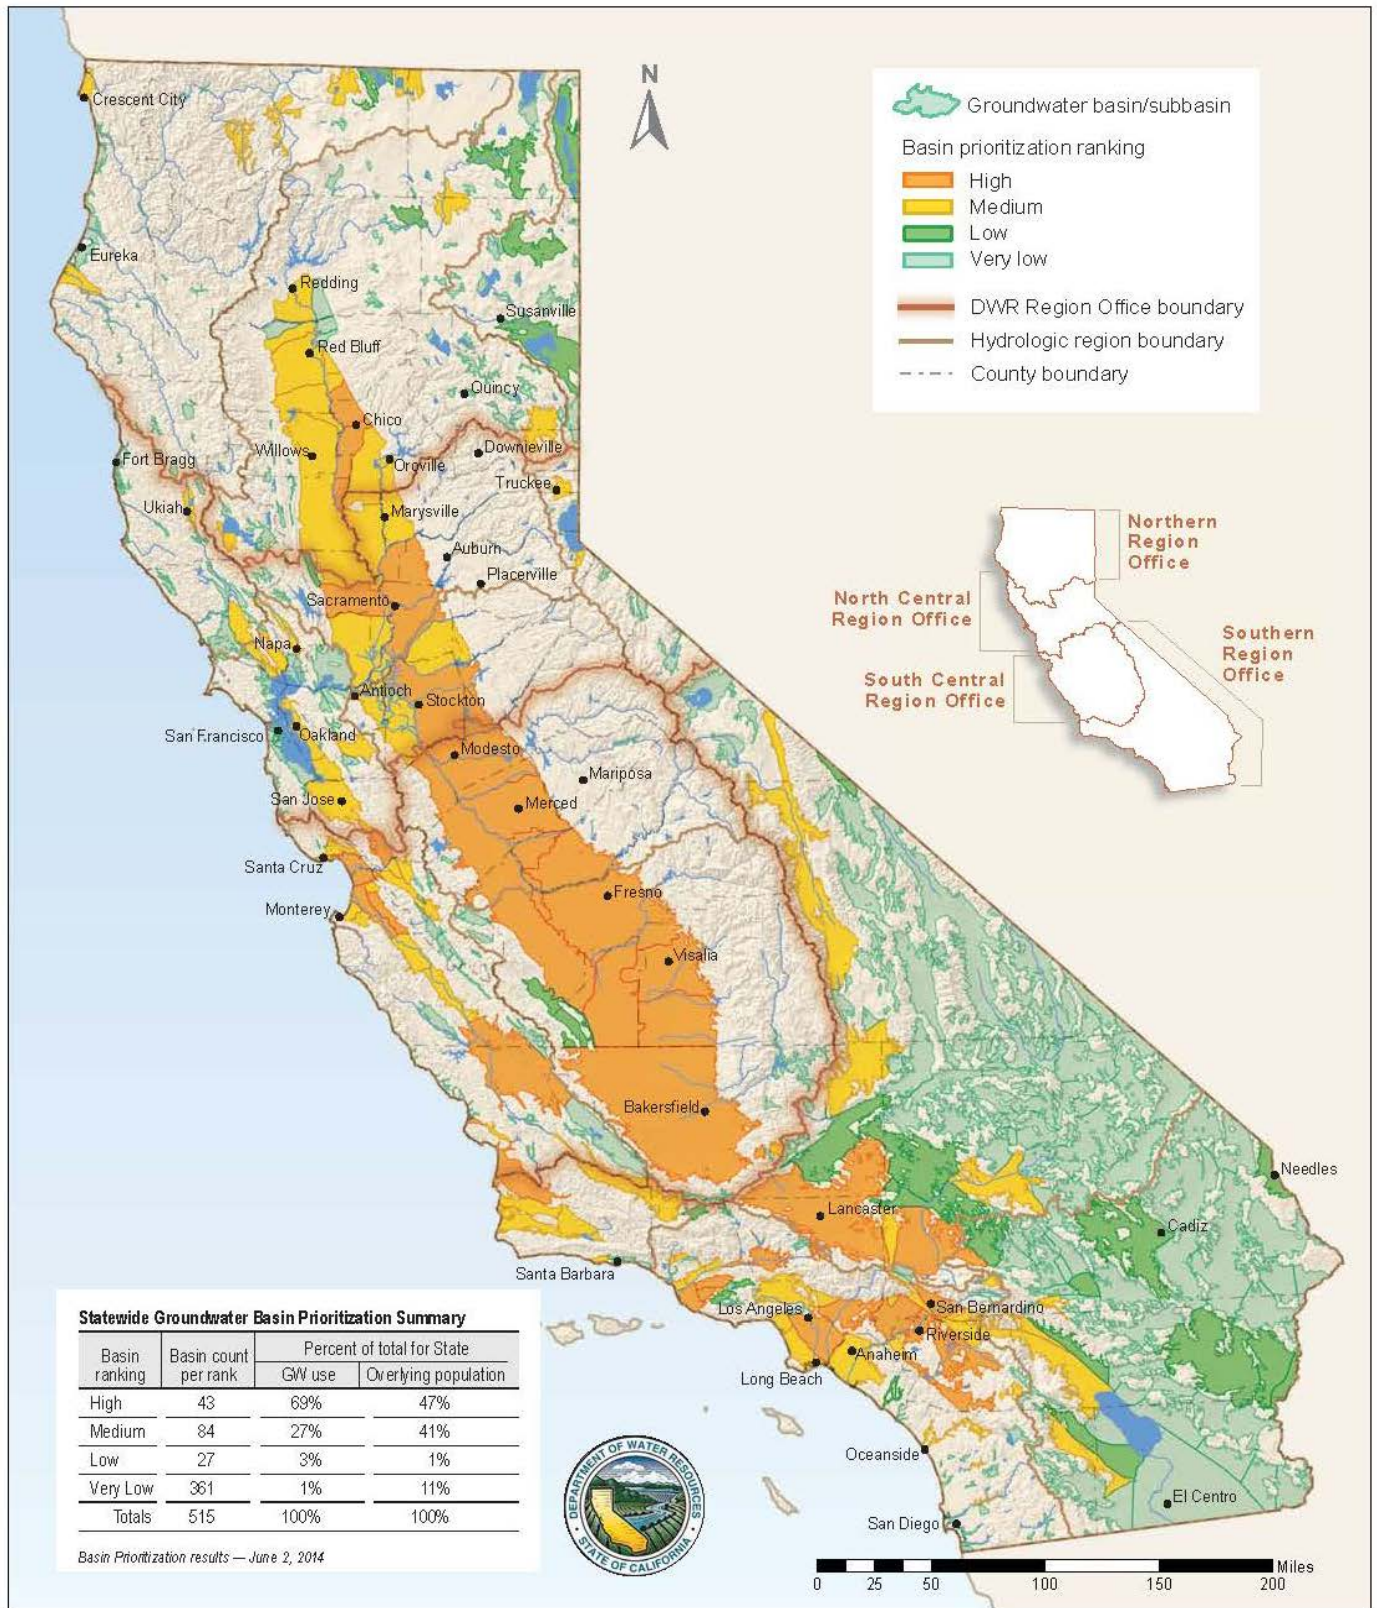 N
Crescent City
Eureka
Redding
Susanville
Red Bluff
Quincy
Chico
Willows
Oroville
Downieville
Fort Bragg
Truckee
Ukiah
Marysville
Auburn
Placerville
Sacramento
Napa
Antioch
Stockton
San Francisco
Oakland
Modesto
Mariposa
San Jose
Merced
Santa Cruz
Fresno
Monterey
Visalia
Bakersfield
Needles
Lancaster
Cadiz
Santa Barbara
Los Angeles
San Bernardino
Riverside
Anaheim
Long Beach
Oceanside
El Centro
San Diego
Groundwater basin/subbasin
Basin prioritization ranking
High
Medium
Low
Very low
DWR Region Office boundary
Hydrologic region boundary
County boundary
Northern
Region
Office
North Central
Region Office
Southern
Region
Office
South Central
Region Office
Statewide Groundwater Basin Prioritization Summary
Basin ranking Basin count per rank Percent of total for State
GW use Overlying population
High 43 69% 47%
Medium 84 27% 41%
Low 27 3% 1%
Very Low 361 1% 11%
Totals 515 100% 100%
Basin Prioritization results — June 2, 2014
DEPARTMENT OF WATER RESOURCES
STATE OF CALIFORNIA
Miles
0 25 50 100 150 200